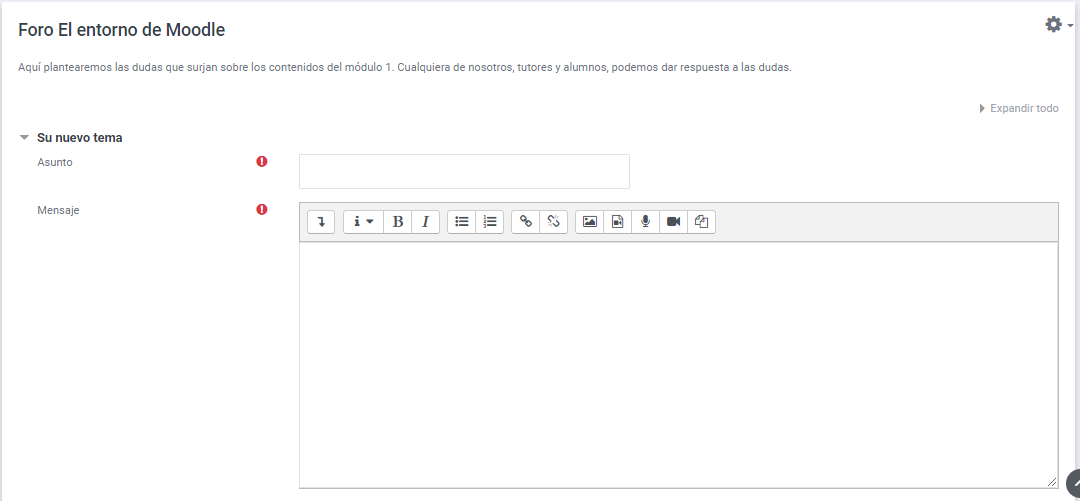 Foro El entorno de Moodle
Aquí plantearemos las dudas que surjan sobre los contenidos del módulo 1. Cualquiera de nosotros, tutores y alumnos, podemos dar respuesta a las dudas.
Expandir todo
Su nuevo tema
Asunto
Mensaje
i B I